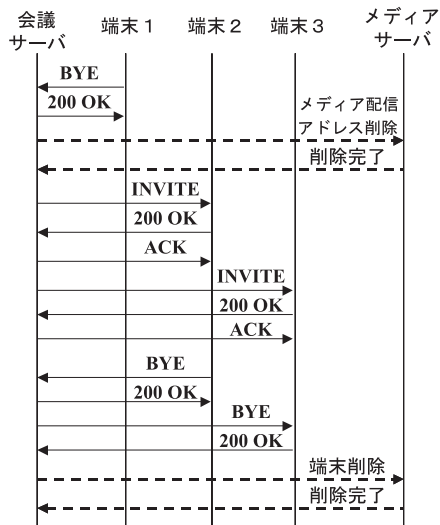 会議
サーバ
端末1
端末2
端末3
メディア
サーバ
BYE
200 OK
メディア配信
アドレス削除
削除完了
INVITE
200 OK
ACK
INVITE
200 OK
ACK
BYE
200 OK
BYE
200 OK
端末削除
削除完了